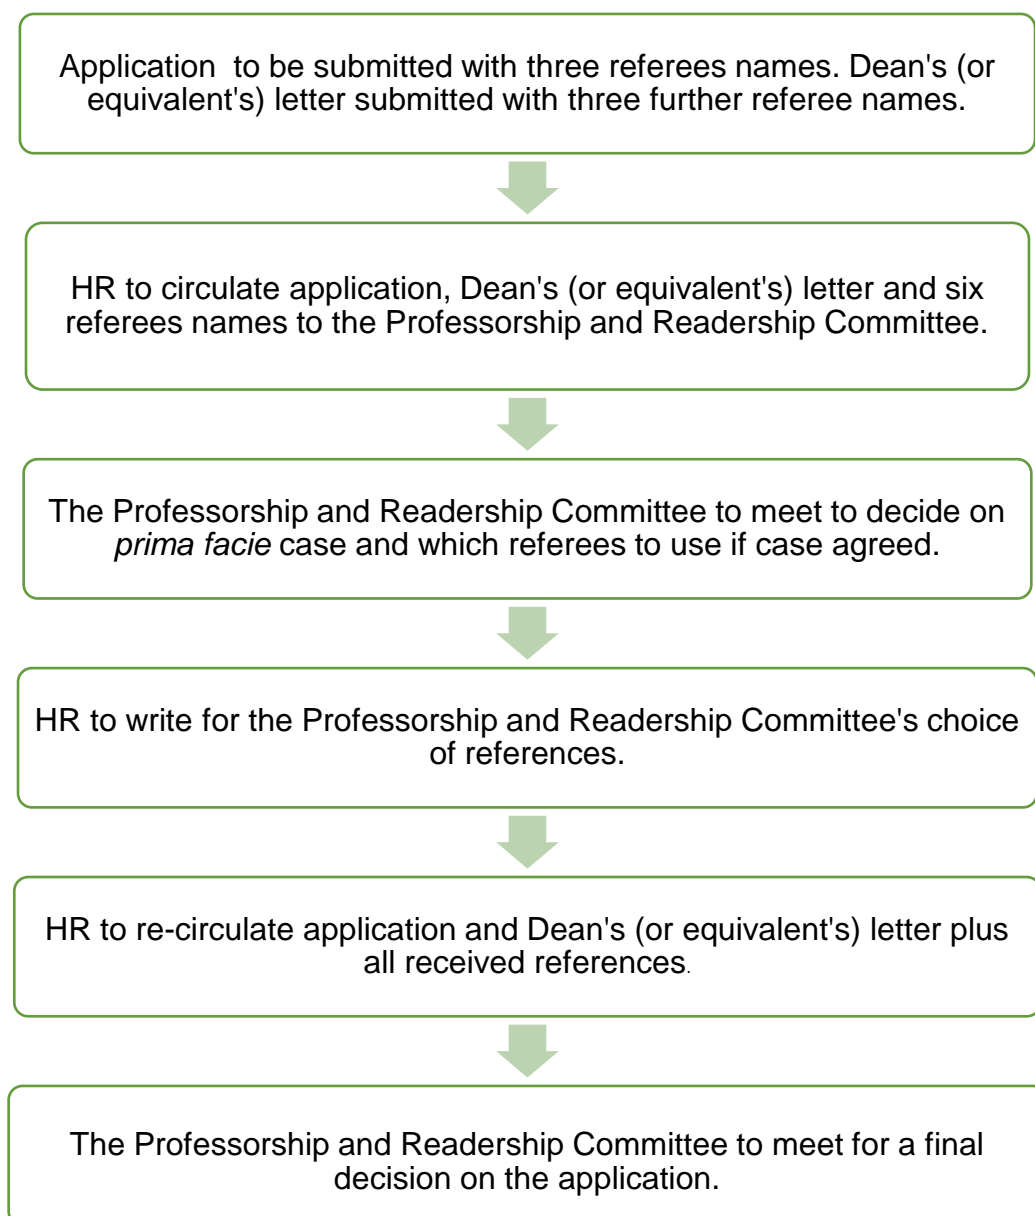 Application  to be submitted with three referees names. Dean's (or
equivalent's) letter submitted with three further referee names.
HR to circulate application, Dean's (or equivalent's) letter and six
referees names to the Professorship and Readership Committee.
The Professorship and Readership Committee to meet to decide on
prima facie case and which referees to use if case agreed.
HR to write for the Professorship and Readership Committee's choice
of references.
HR to re-circulate application and Dean's (or equivalent's) letter plus
all received references.
The Professorship and Readership Committee to meet for a final
decision on the application.